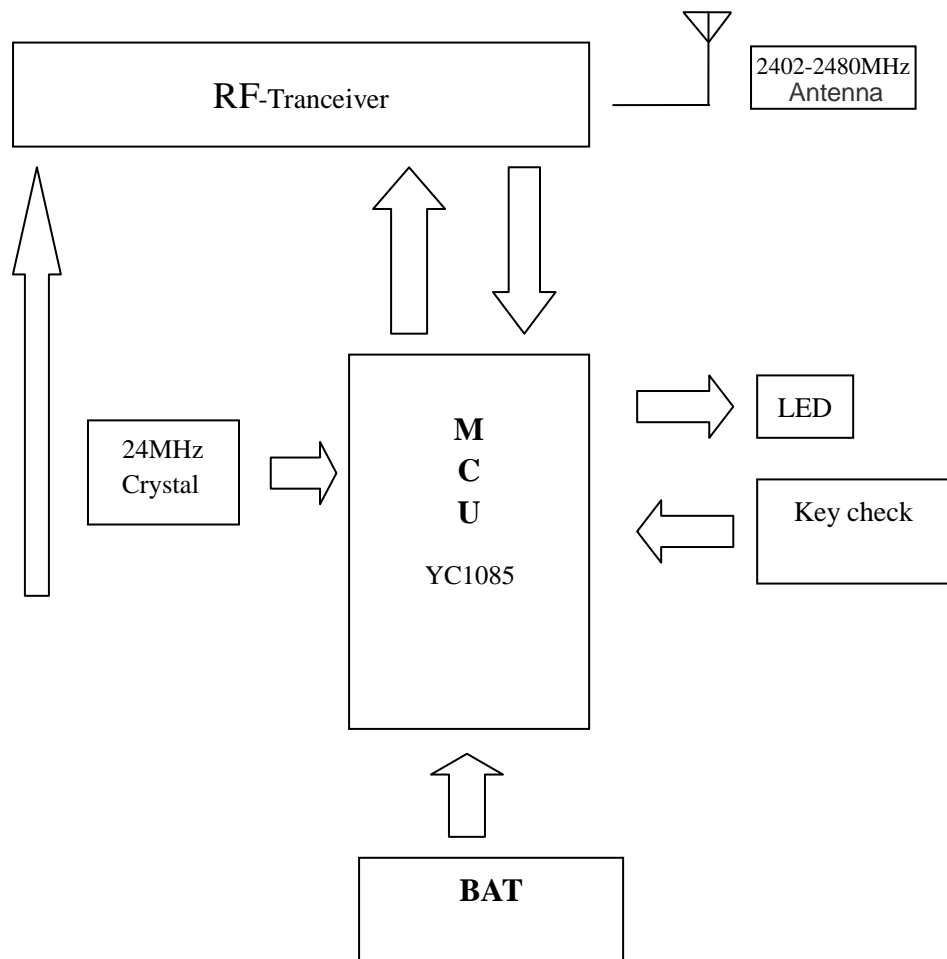 RF-Tranceiver
2402-2480MHz
Antenna
24MHz
Crystal
M
C
U
YC1085
LED
Key check
BAT